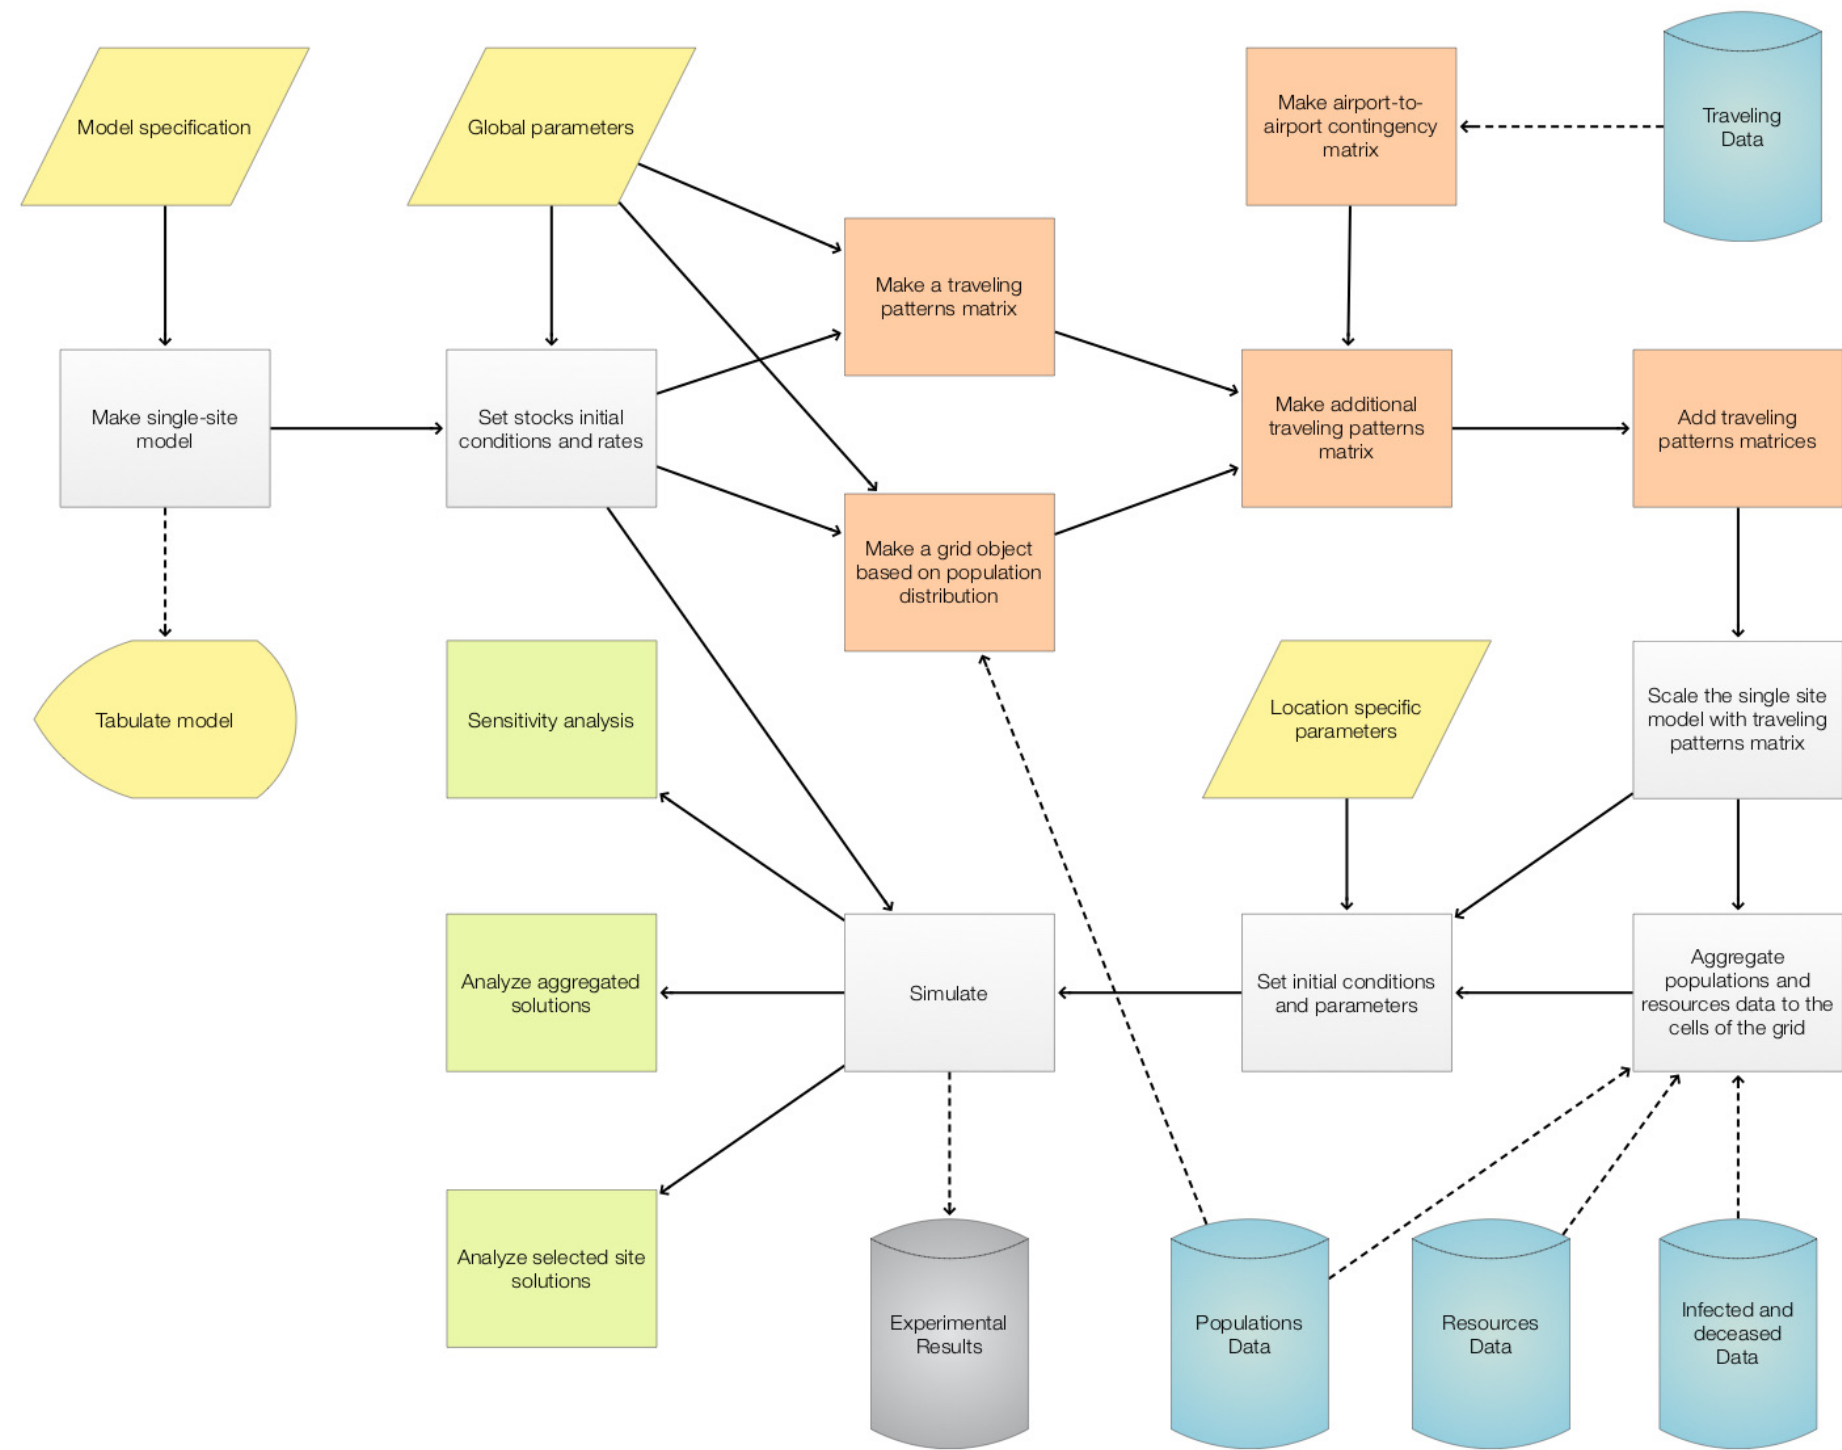 Model specification
Global parameters
Make airport-to-
airport contingency
matrix
Traveling
Data
Make a traveling
patterns matrix
Make single-site
model
Set stocks initial
conditions and rates
Make additional
traveling patterns
matrix
Add traveling
patterns matrices
Make a grid object
based on population
distribution
Tabulate model
Sensitivity analysis
Location specific
parameters
Scale the single site
model with traveling
patterns matrix
Analyze aggregated
solutions
Simulate
Set initial conditions
and parameters
Aggregate
populations and
resources data to the
cells of the grid
Analyze selected site
solutions
Experimental
Results
Populations
Data
Resources
Data
Infected and
deceased
Data